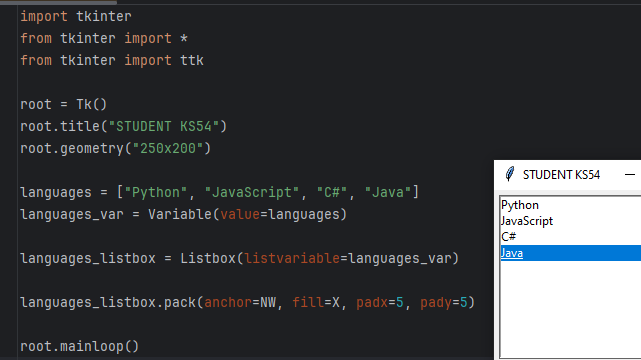 import tkinter
from tkinter import *
from tkinter import ttk
root = Tk()
root.title("STUDENT KS54")
root.geometry("250x200")
languages = ["Python", "JavaScript", "C#", "Java"]
languages_var = Variable(value=languages)
languages_listbox = Listbox(listvariable=languages_var)
languages_listbox.pack(anchor=NW, fill=X, padx=5, pady=5)
root.mainloop()
STUDENT KS54
Python
JavaScript
C#
Java